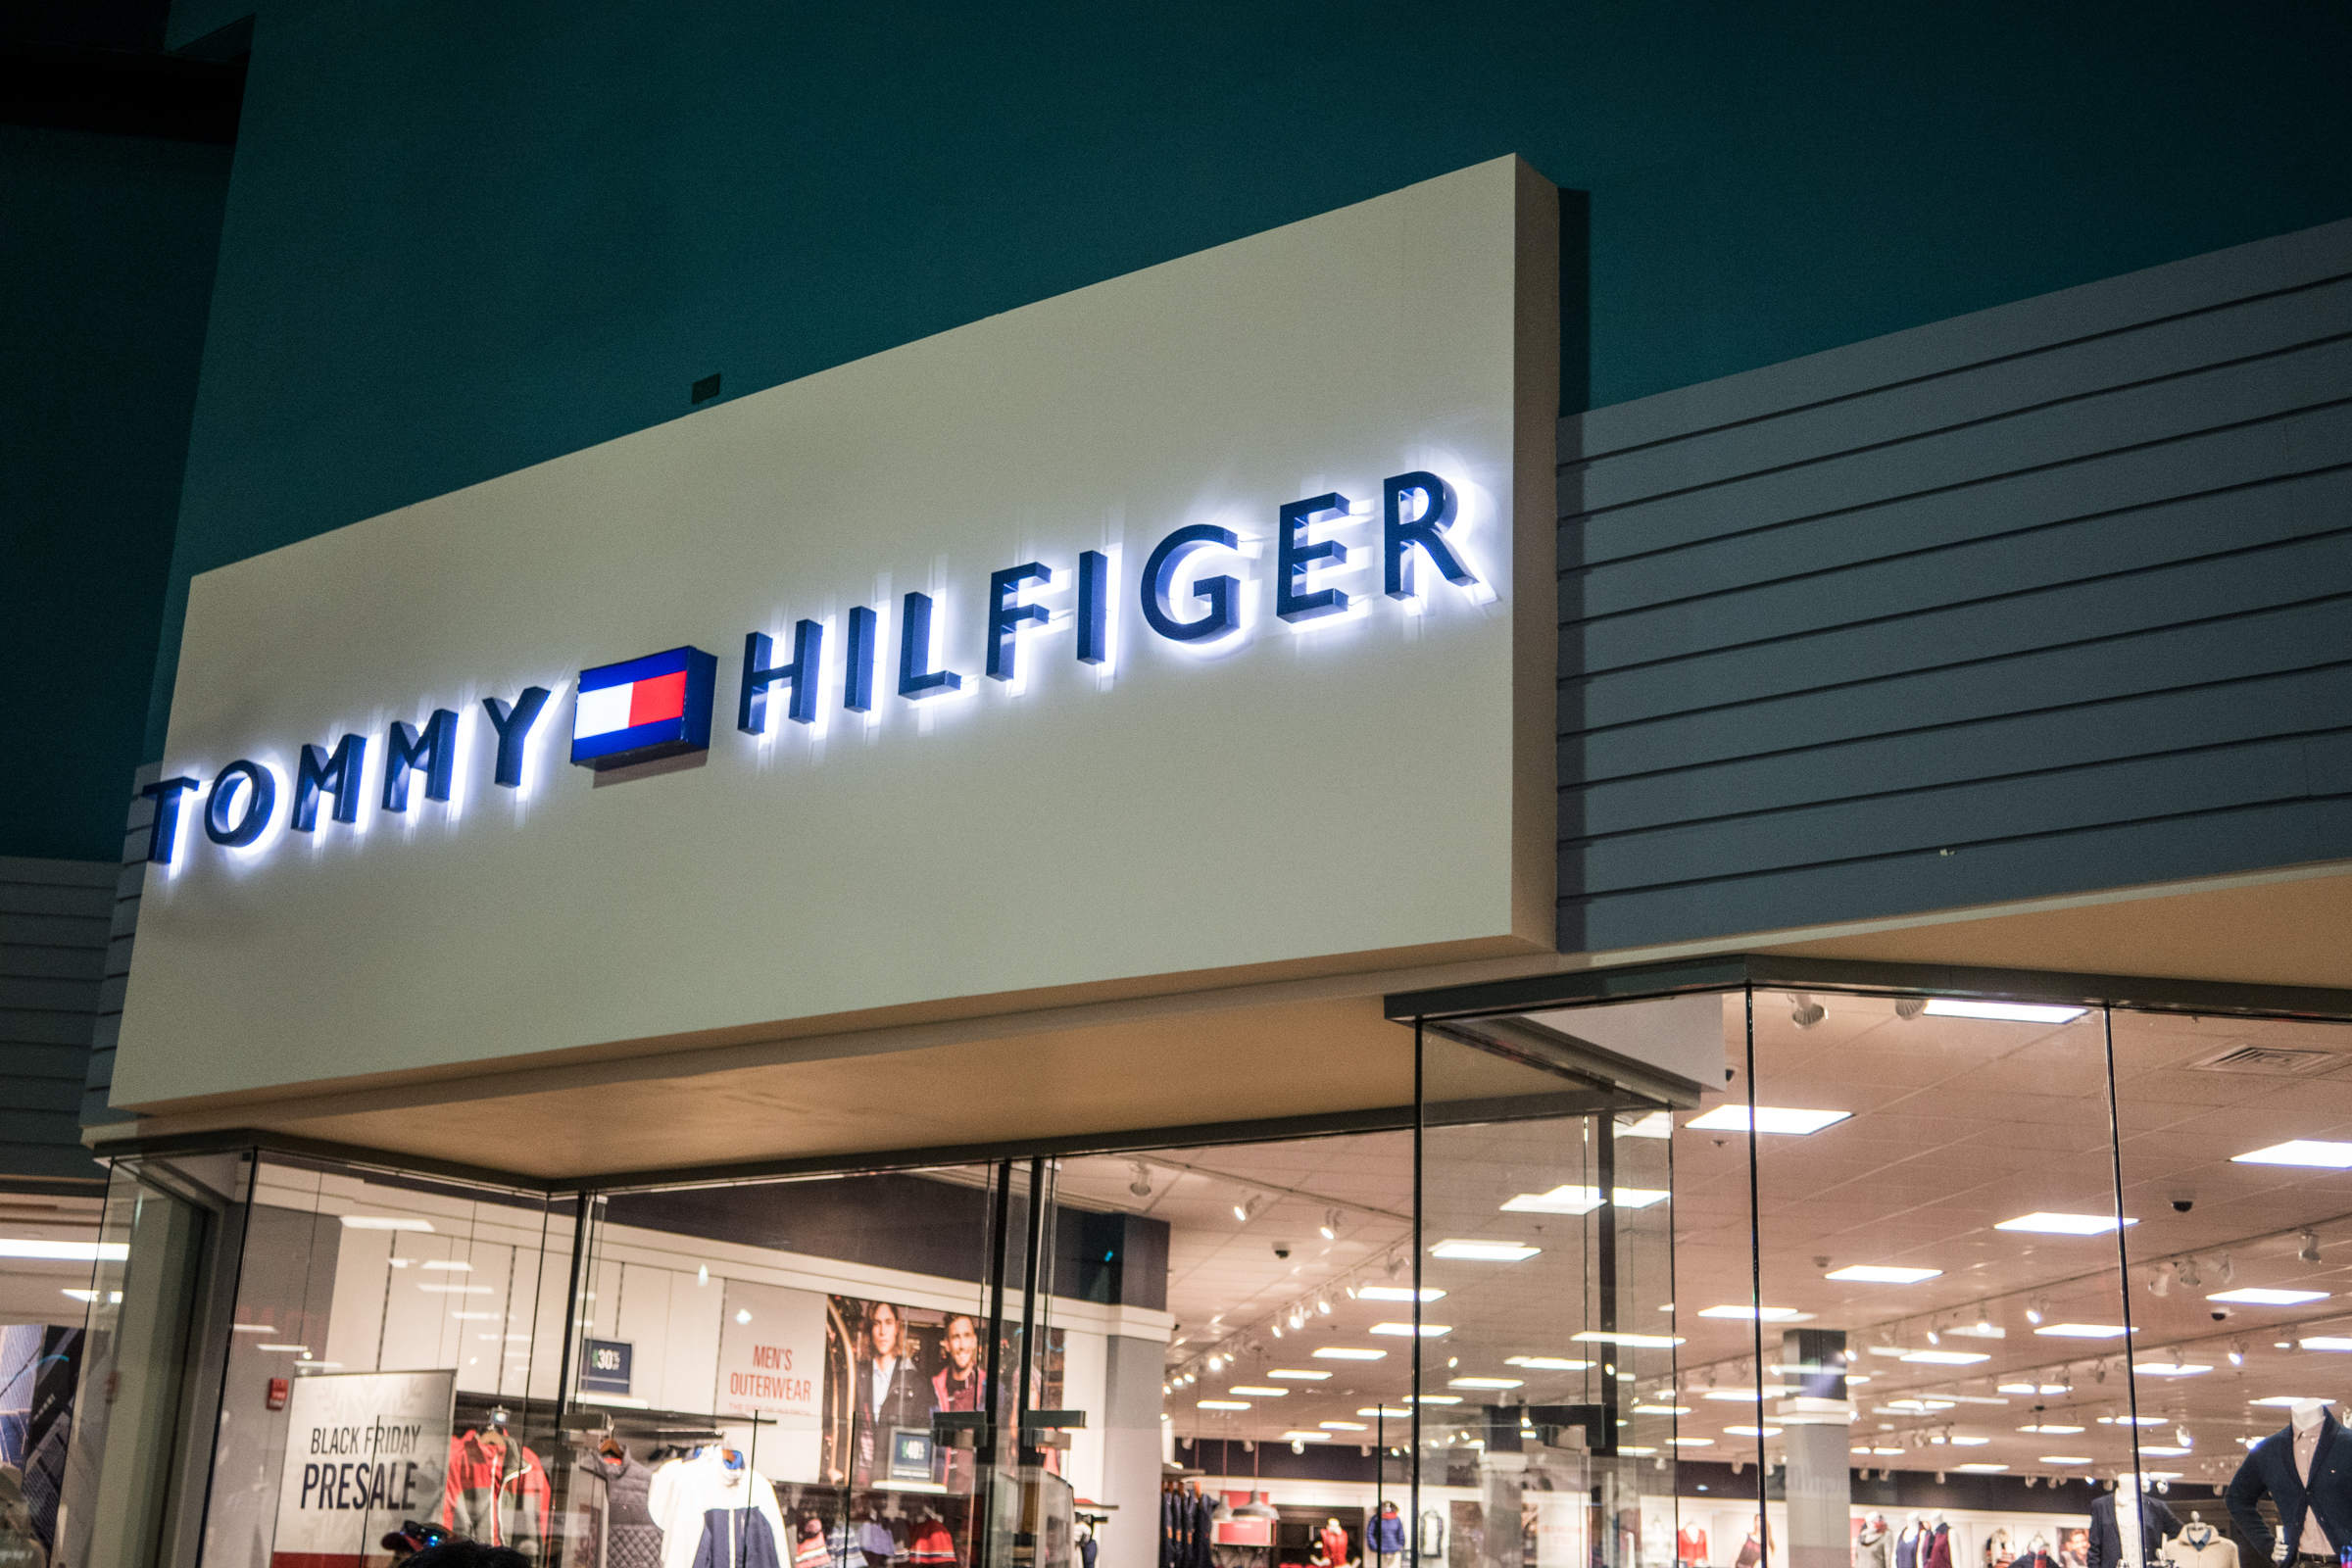 TOMMY HILFIGER
MEN'S
OUTERWEAR
BLACK FRIDAY
PRESALE